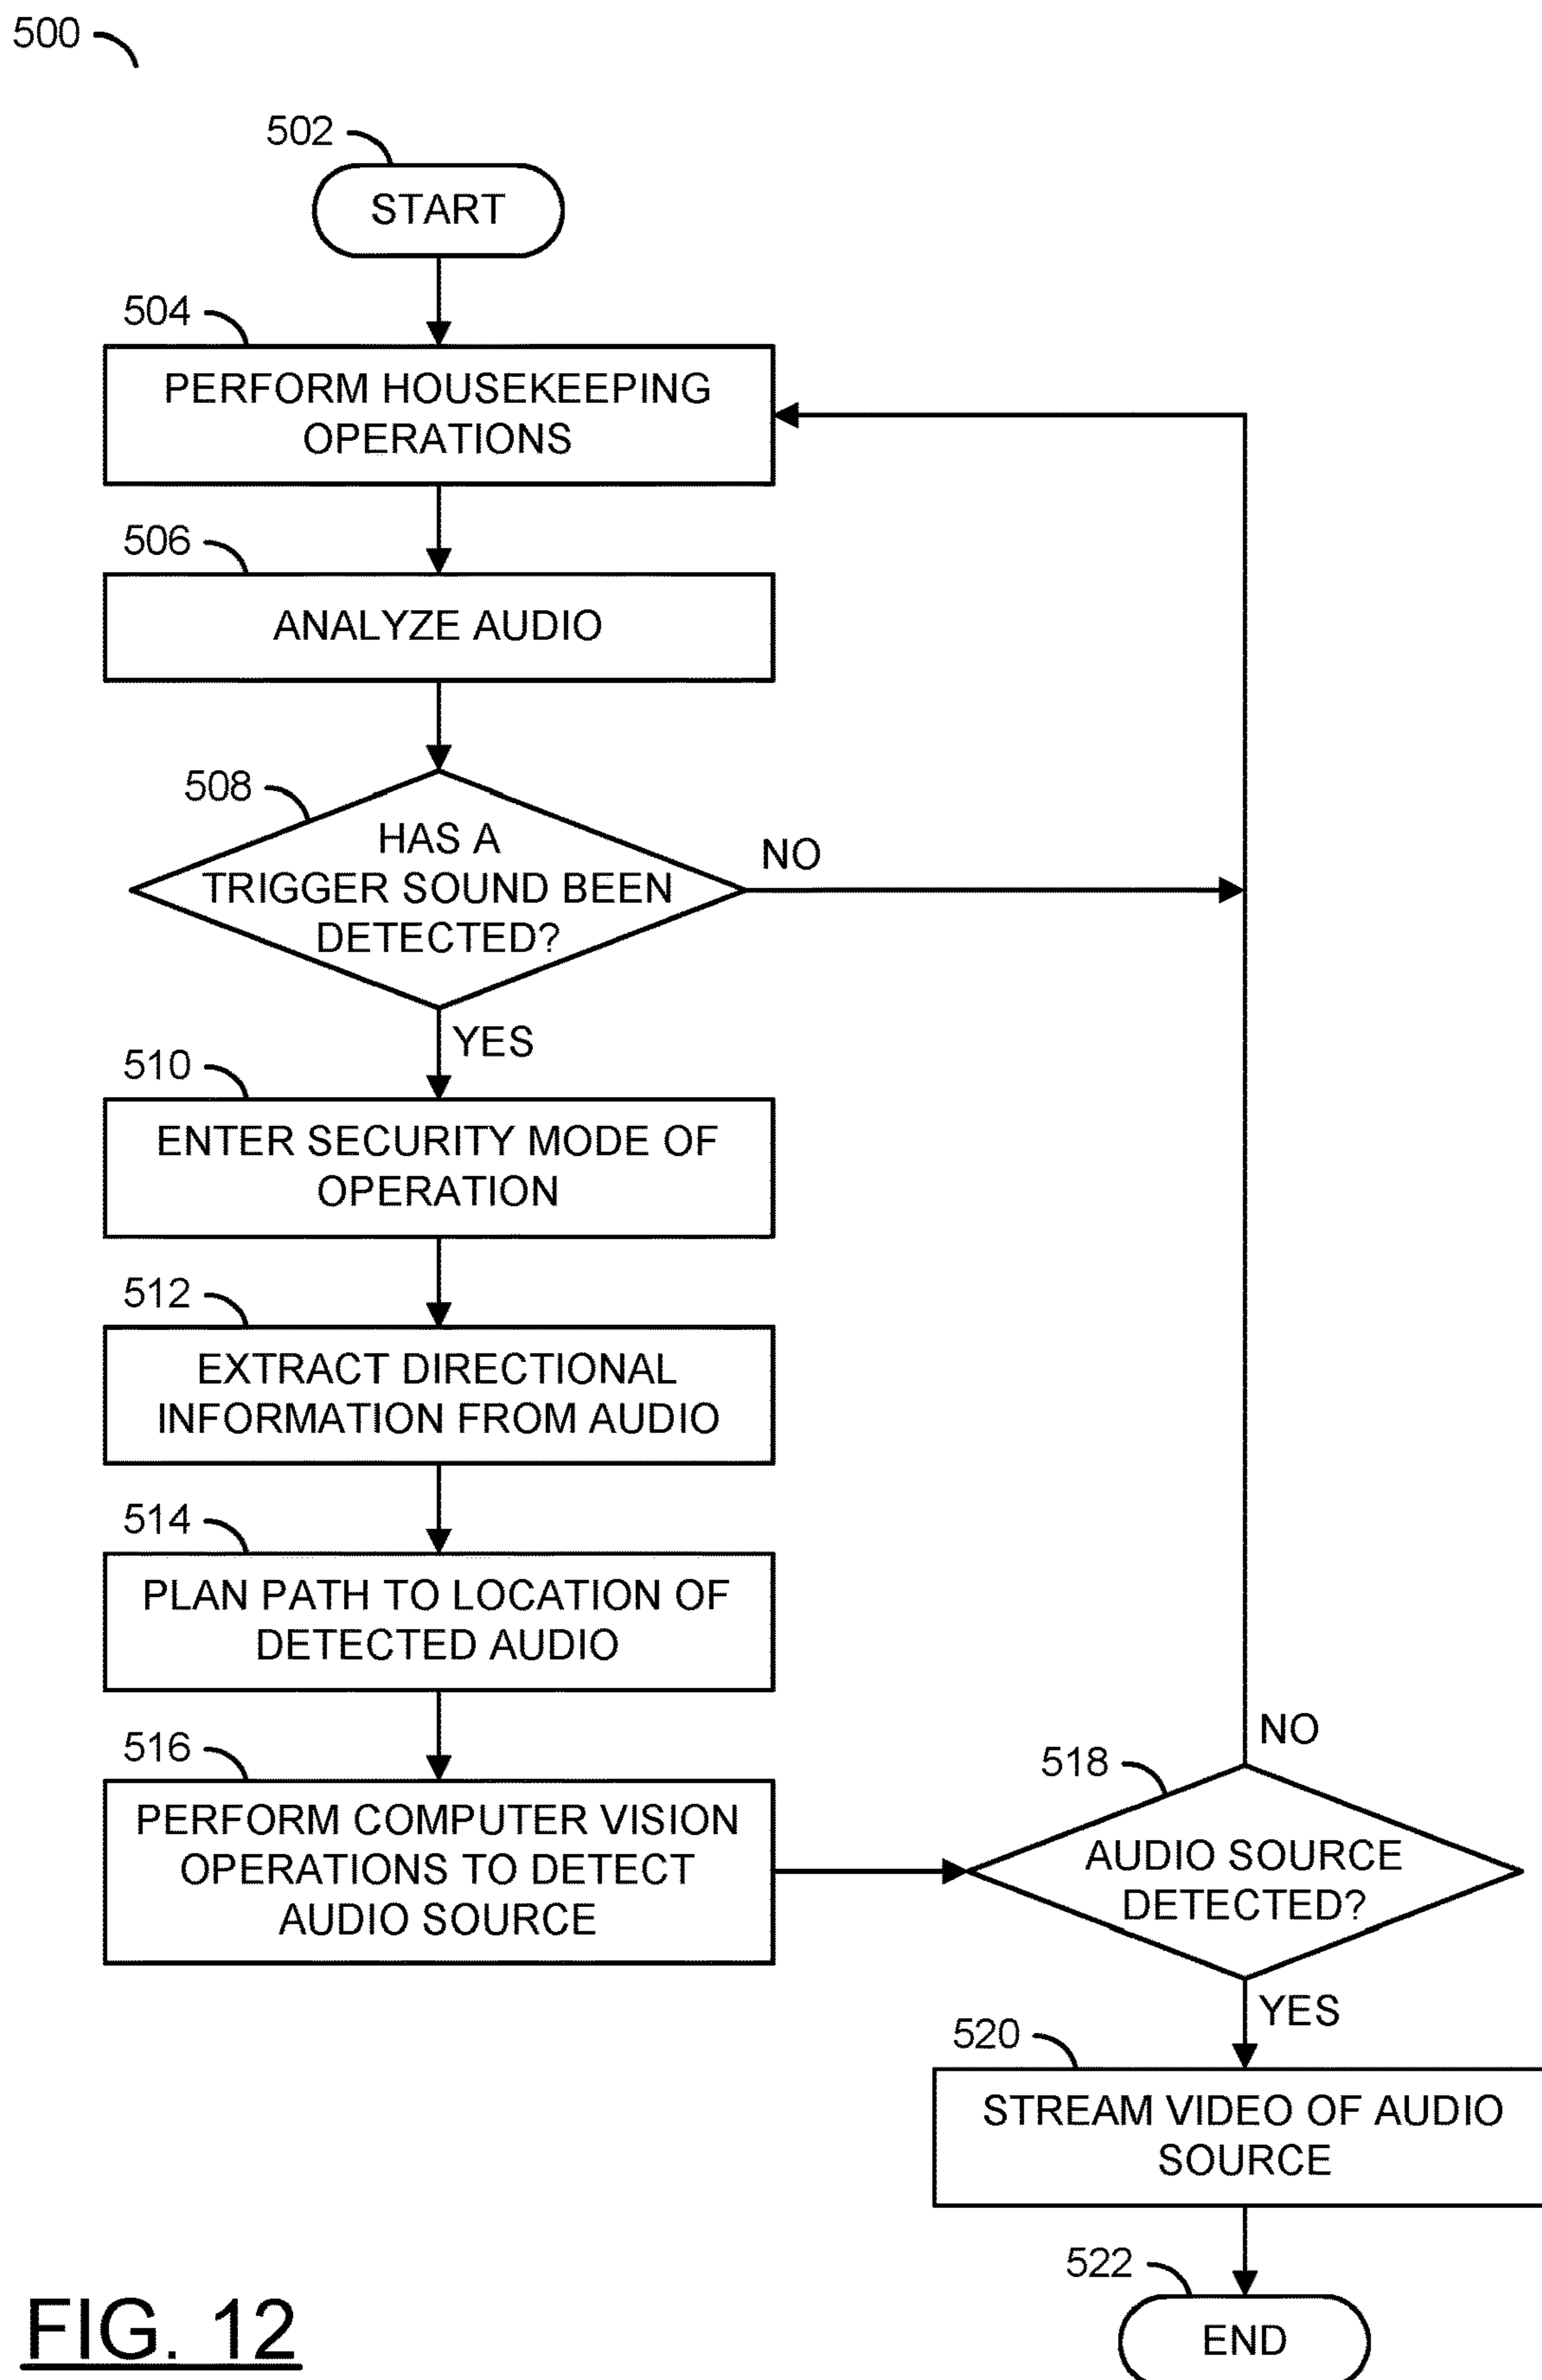 500
502
START
504
PERFORM HOUSEKEEPING
OPERATIONS
506
ANALYZE AUDIO
508
HAS A
TRIGGER SOUND BEEN
DETECTED?
NO
YES
510
ENTER SECURITY MODE OF
OPERATION
512
EXTRACT DIRECTIONAL
INFORMATION FROM AUDIO
514
PLAN PATH TO LOCATION OF
DETECTED AUDIO
516
PERFORM COMPUTER VISION
OPERATIONS TO DETECT
AUDIO SOURCE
518
NO
AUDIO SOURCE
DETECTED?
YES
520
STREAM VIDEO OF AUDIO
SOURCE
522
END
FIG. 12